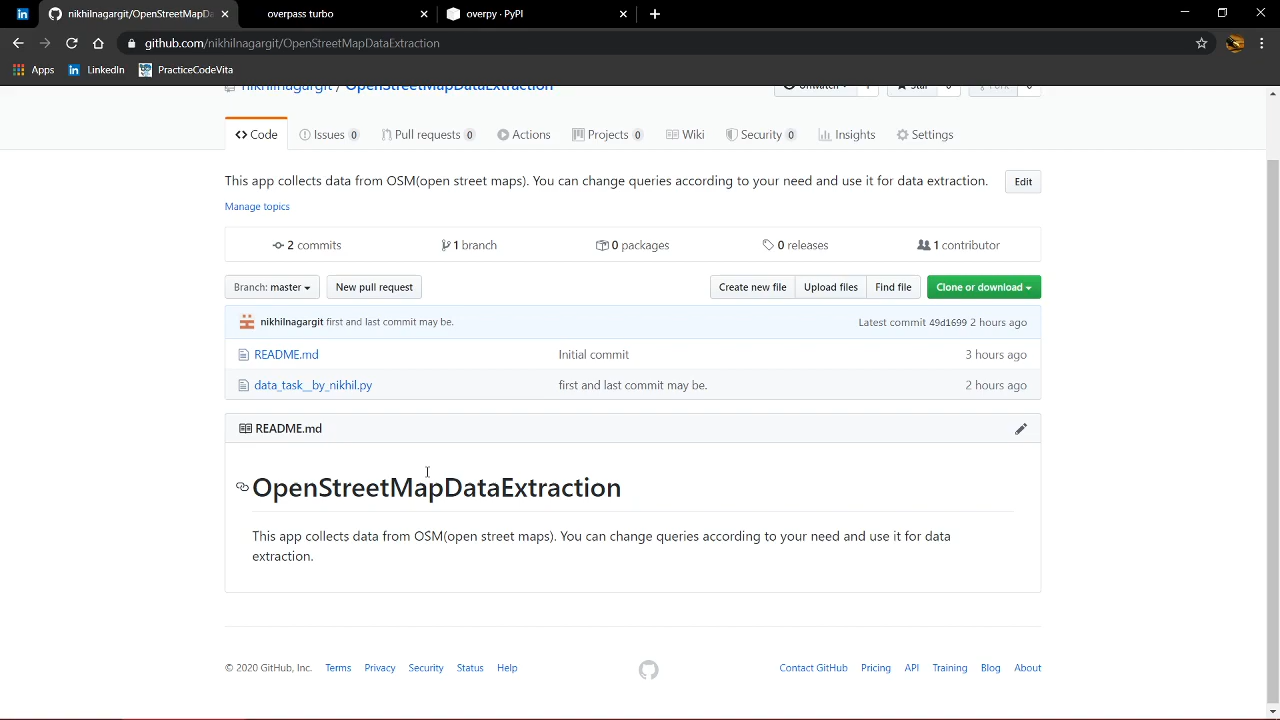 nikhilnagargit/OpenStreetMapDa
overpass turbo
overpy · PyPI
github.com/nikhilnagargit/OpenStreetMapDataExtraction
Apps
LinkedIn
PracticeCodeVita
nikhilnagargit / OpenStreetMapDataExtraction
Unwatch
Star
Fork
Code
Issues 0
Pull requests 0
Actions
Projects 0
Wiki
Security 0
Insights
Settings
This app collects data from OSM(open street maps). You can change queries according to your need and use it for data extraction.
Edit
Manage topics
2 commits
1 branch
0 packages
0 releases
1 contributor
Branch: master
New pull request
Create new file
Upload files
Find file
Clone or download
nikhilnagargit first and last commit may be.
Latest commit 49d1699 2 hours ago
README.md
Initial commit
3 hours ago
data_task__by_nikhil.py
first and last commit may be.
2 hours ago
README.md
OpenStreetMapDataExtraction
This app collects data from OSM(open street maps). You can change queries according to your need and use it for data
extraction.
© 2020 GitHub, Inc.
Terms
Privacy
Security
Status
Help
Contact GitHub
Pricing
API
Training
Blog
About